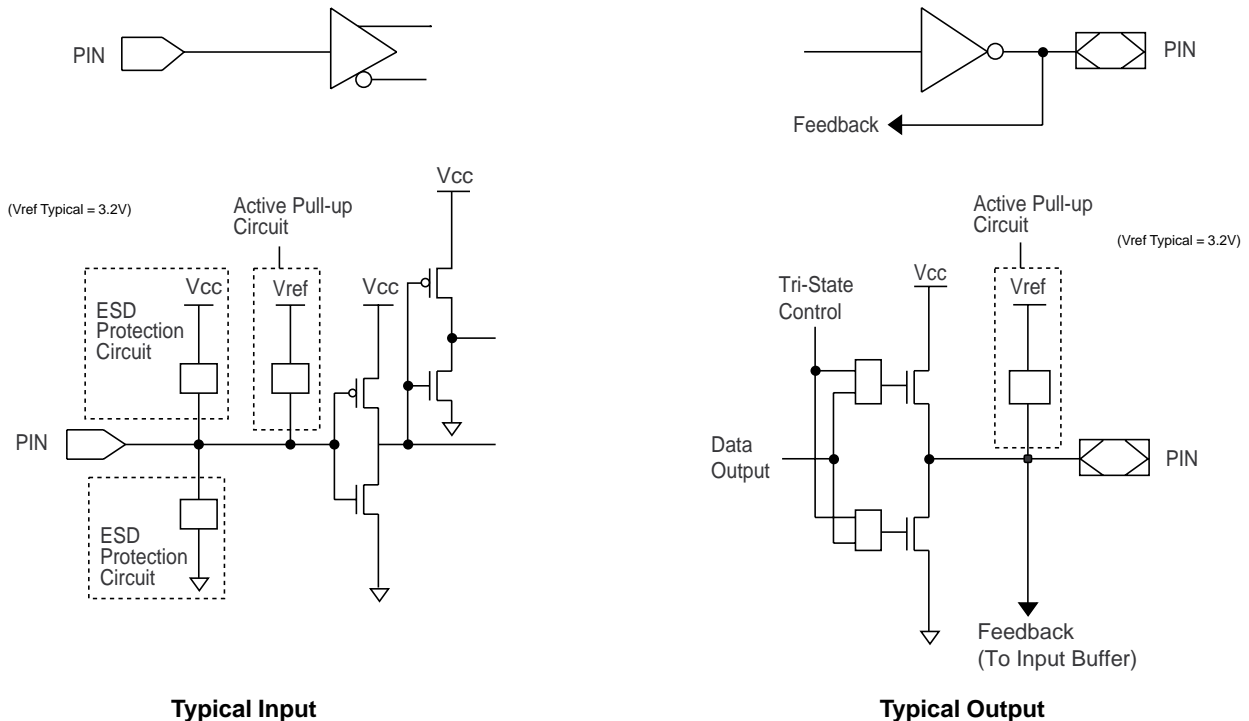 PIN
PIN
Feedback
Vcc
(Vref Typical = 3.2V)
Active Pull-up
Circuit
Vcc
Vref
Vcc
ESD
Protection
Circuit
PIN
ESD
Protection
Circuit
Active Pull-up
Circuit
(Vref Typical = 3.2V)
Vcc
Vref
Tri-State
Control
Data
Output
PIN
Feedback
(To Input Buffer)
Typical Input
Typical Output